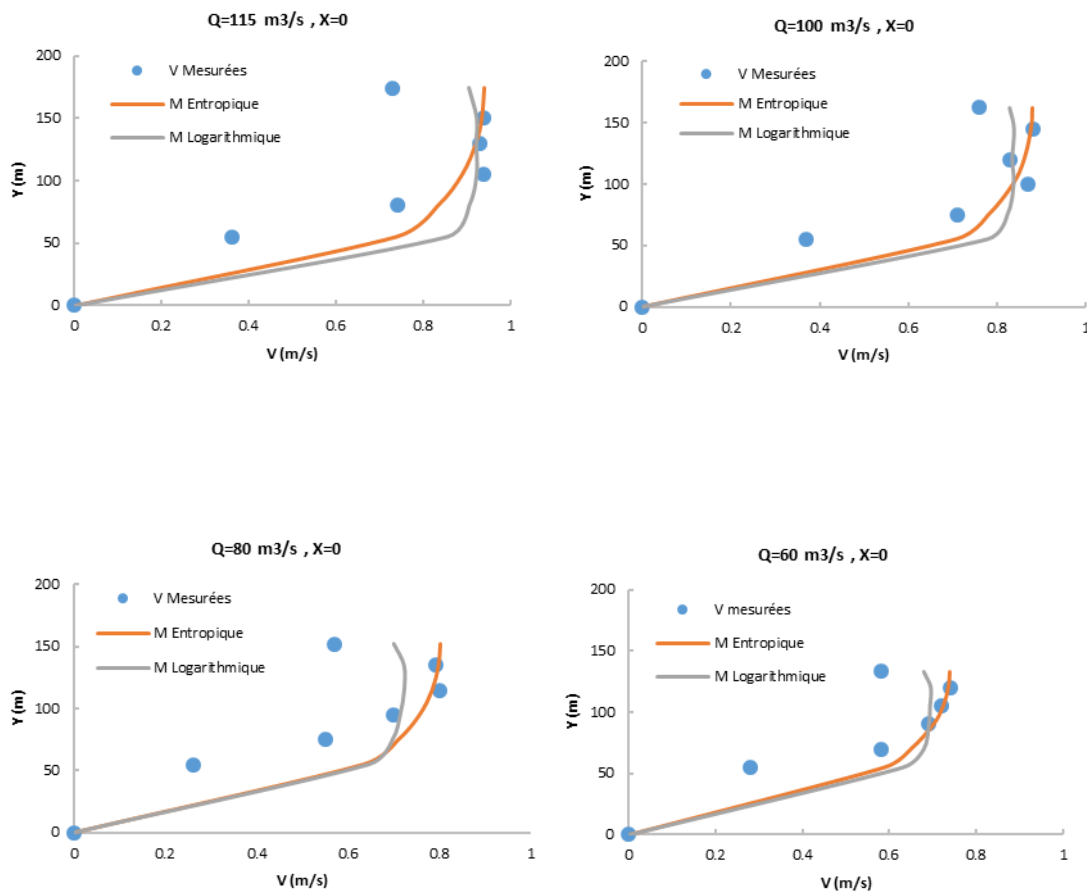 Q=115 m3/s , X=0
200
150
100
50
0
Y (m)
V Mesurées
M Entropique
M Logarithmique
0
0.2
0.4
0.6
0.8
1
V (m/s)
Q=100 m3/s , X=0
200
150
100
50
0
Y (m)
V Mesurées
M Entropique
M Logarithmique
0
0.2
0.4
0.6
0.8
1
V (m/s)
Q=80 m3/s , X=0
200
150
100
50
0
Y (m)
V Mesurées
M Entropique
M Logarithmique
0
0.2
0.4
0.6
0.8
1
V (m/s)
Q=60 m3/s , X=0
200
150
100
50
0
Y (m)
V mesurées
M Entropique
M Logarithmique
0
0.2
0.4
0.6
0.8
1
V (m/s)